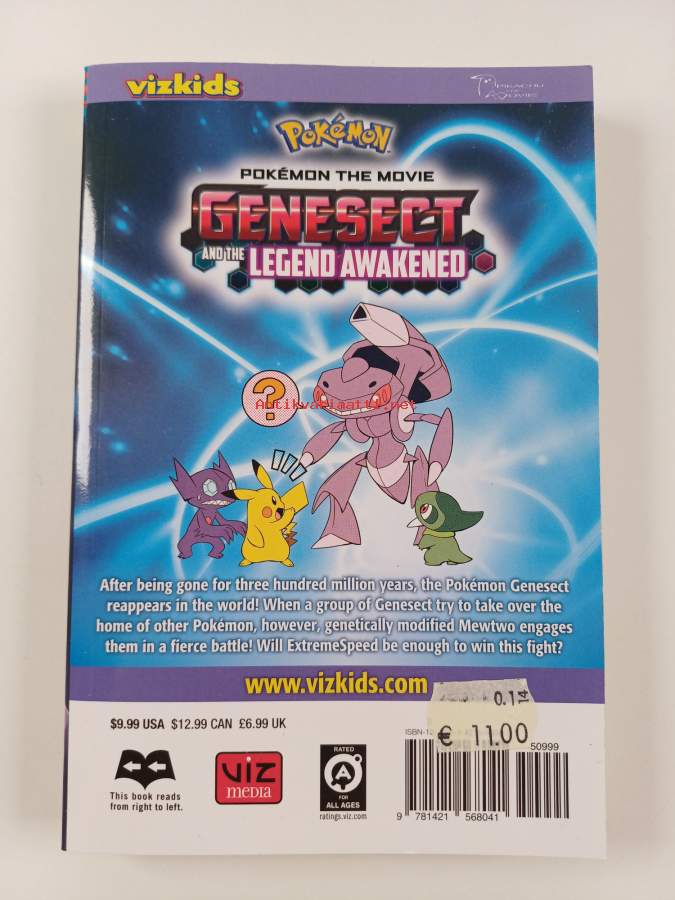 vizkids
PIKACHU THE MOVIE
POKÉMON
POKÉMON THE MOVIE
GENESECT
AND THE LEGEND AWAKENED
?
Antikvariaatti.net
After being gone for three hundred million years, the Pokémon Genesect
reappears in the world! When a group of Genesect try to take over the
home of other Pokémon, however, genetically modified Mewtwo engages
them in a fierce battle! Will ExtremeSpeed be enough to win this fight?
www.vizkids.com
0.1 14
€ 11.00
$9.99 USA $12.99 CAN £6.99 UK
ISBN-1
50999
This book reads
from right to left.
VIZ
MEDIA
RATED
A
FOR
ALL AGES
ratings.viz.com
9 781421 568041